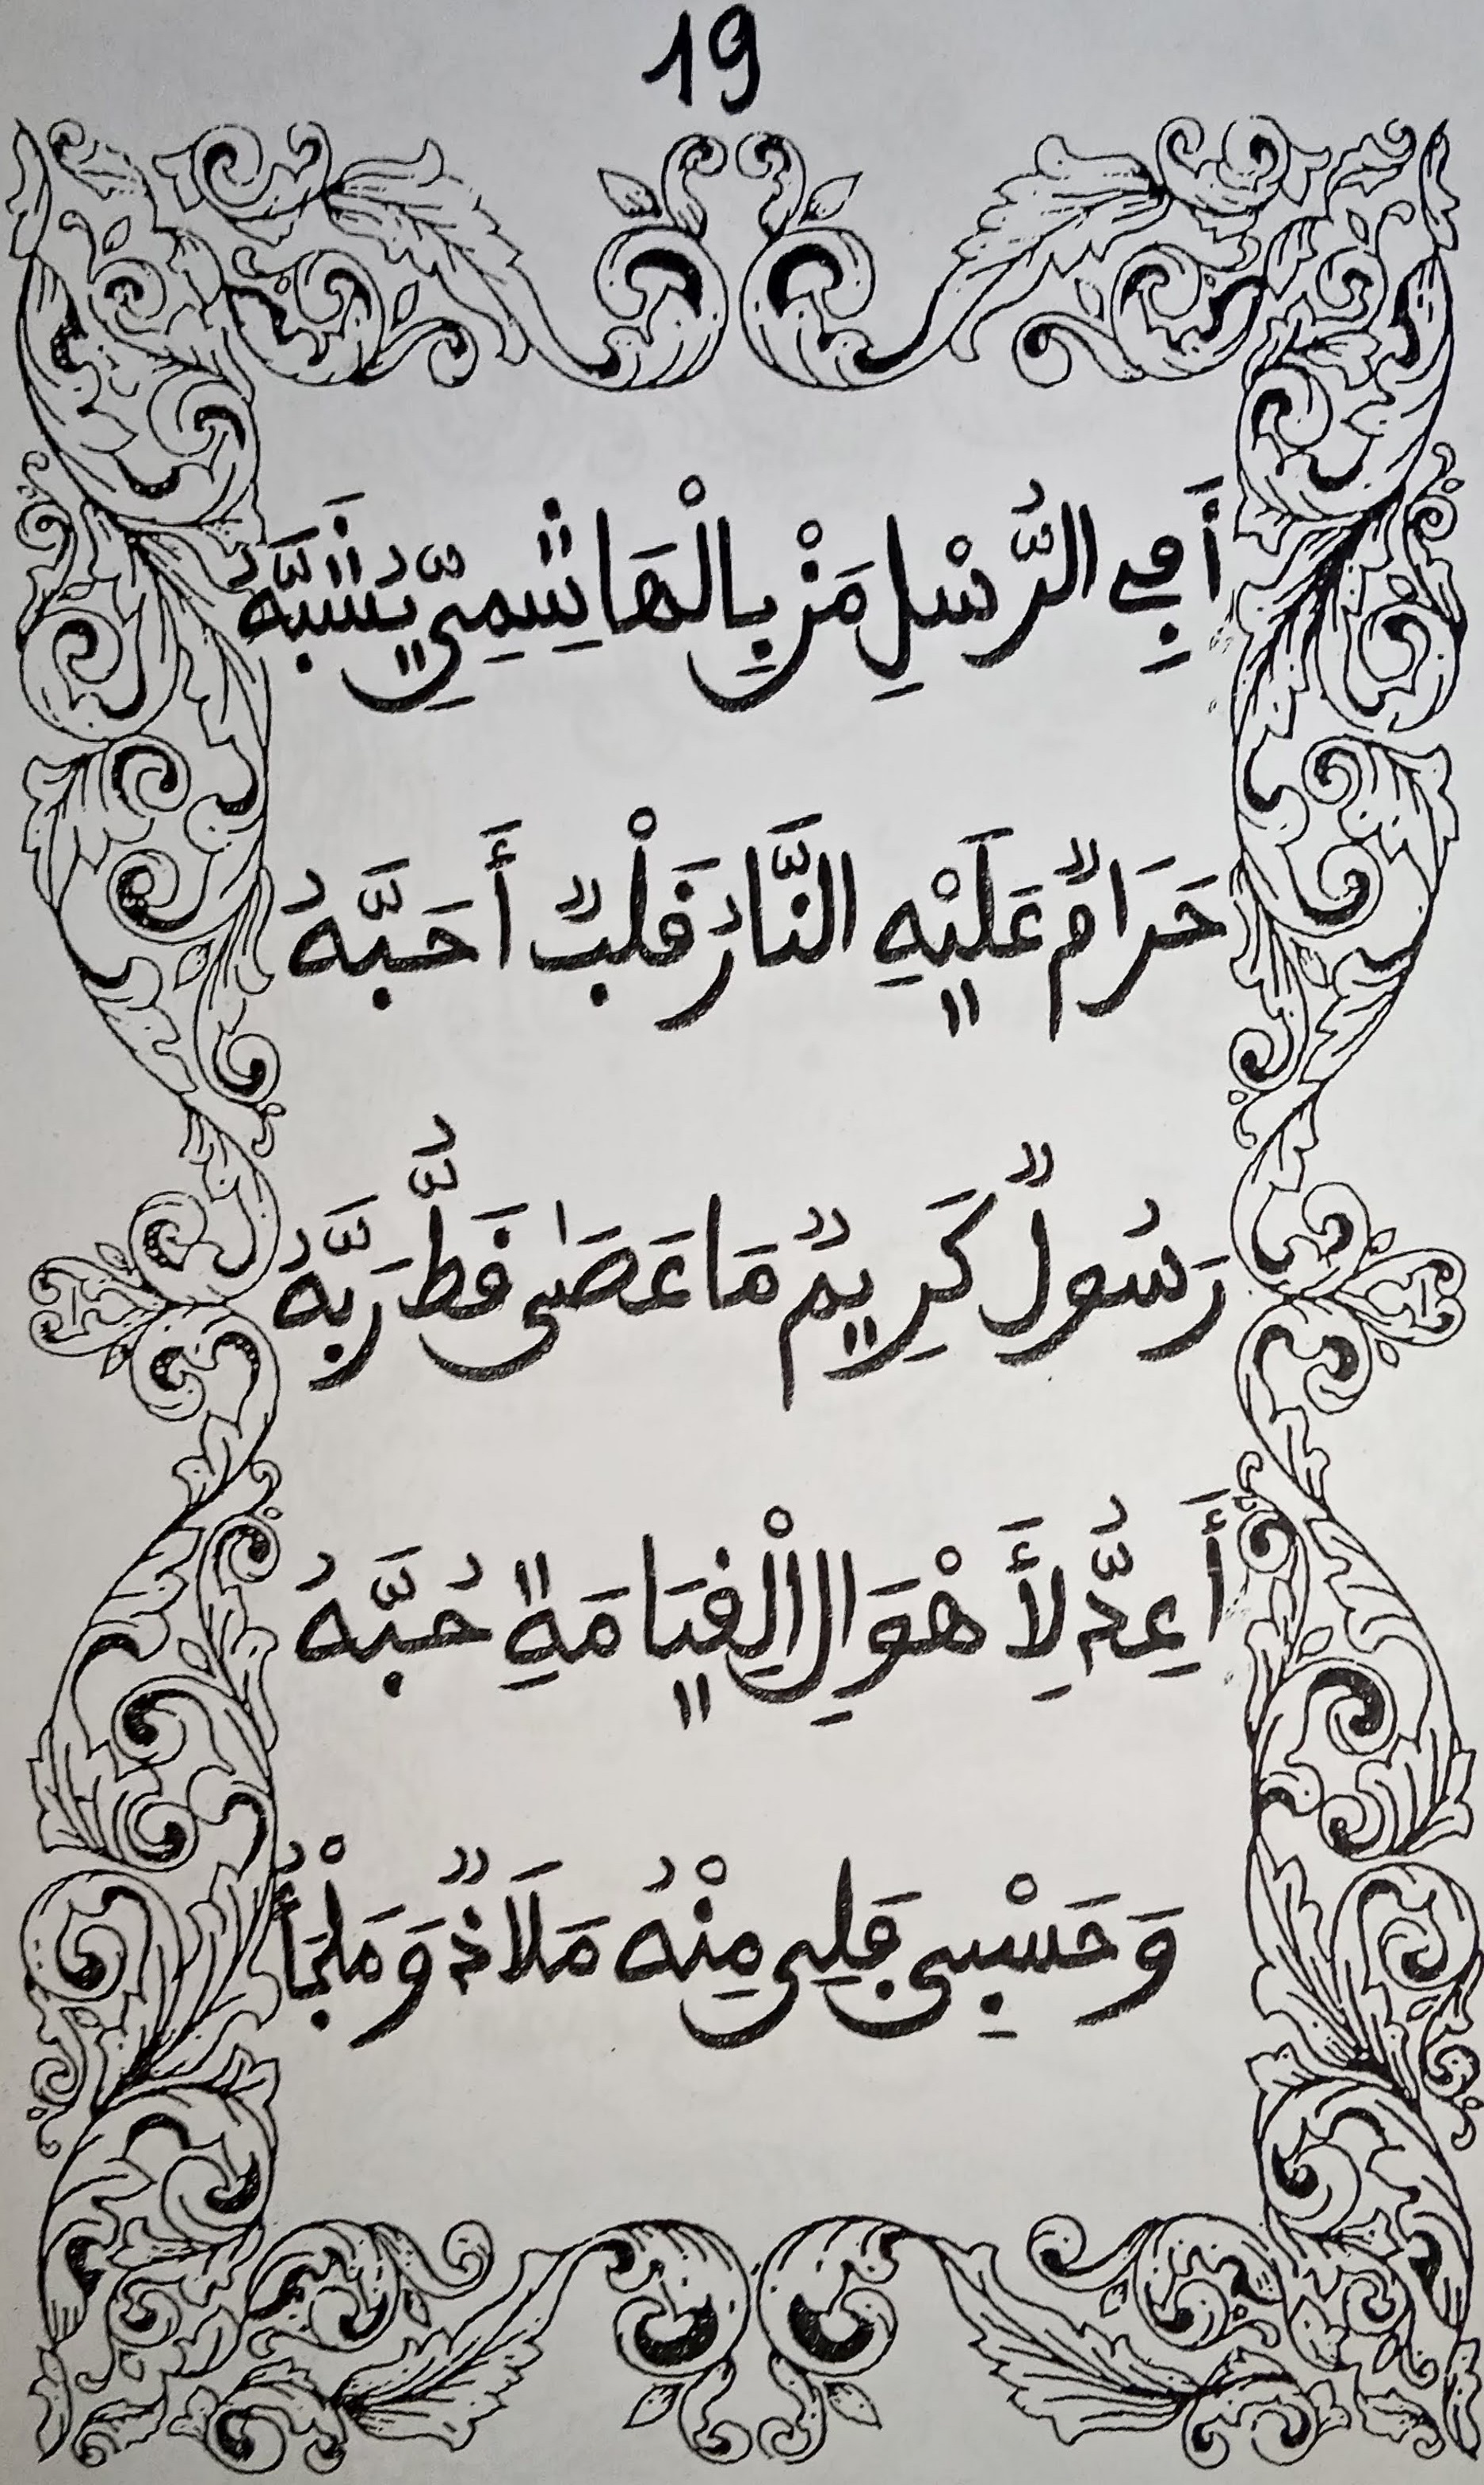 19
أَفِي الرُّسْلِ مَنْ بِالْهَاشِمِيِّ يُشَبَّهُ
حَرَامٌ عَلَيْهِ النَّارُ قَلْبٌ أَحَبَّهُ
رَسُولٌ كَرِيمٌ مَا عَصَىٰ قَطُّ رَبَّهُ
أَعِدُّ لِأَهْوَالِ الْقِيَامَةِ حُبَّهُ
وَحَسْبِى فَلِى مِنْهُ مَلَاذٌ وَمَلْجَأُ